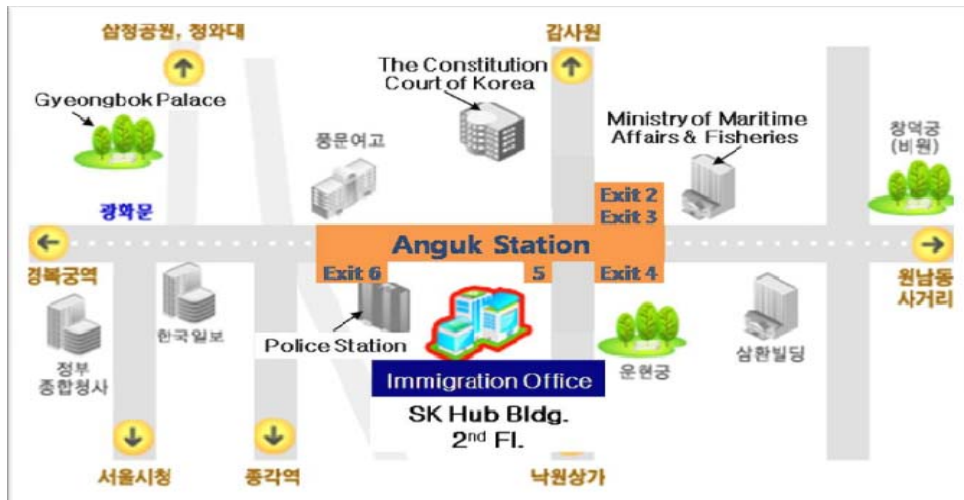 삼청공원, 청와대
감사원
The Constitution
Court of Korea
Gyeongbok Palace
Ministry of Maritime
Affairs & Fisheries
창덕궁
(비원)
풍문여고
Exit 2
Exit 3
광화문
Anguk Station
Exit 6
5
Exit 4
경복궁역
원남동
사거리
한국일보
Police Station
정부
종합청사
운현궁
삼환빌딩
Immigration Office
SK Hub Bldg.
2nd Fl.
서울시청
종각역
낙원상가